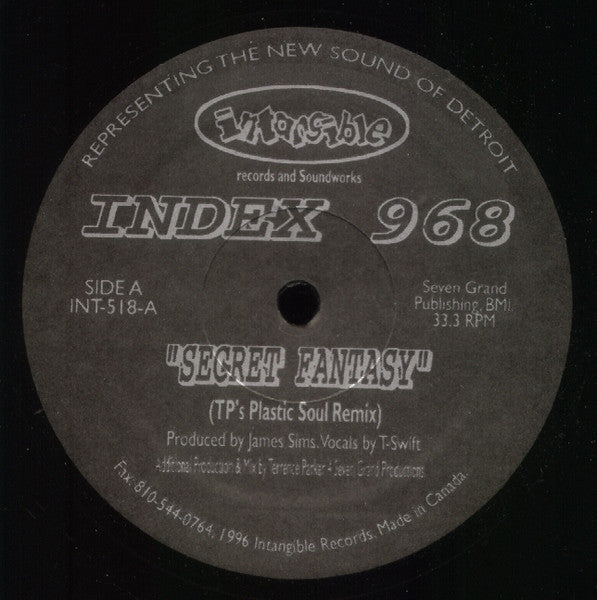 REPRESENTING THE NEW SOUND OF DETROIT
intangible
records and Soundworks
INDEX 968
SIDE A
INT-518-A
Seven Grand
Publishing, BMI.
33.3 RPM
"SECRET FANTASY"
(TP's Plastic Soul Remix)
Produced by James Sims. Vocals by T-Swift
Additional Production & Mix by Terrence Parker 4 Seven Grand Productions.
Fax: 810-544-0764, 1996 Intangible Records. Made in Canada.